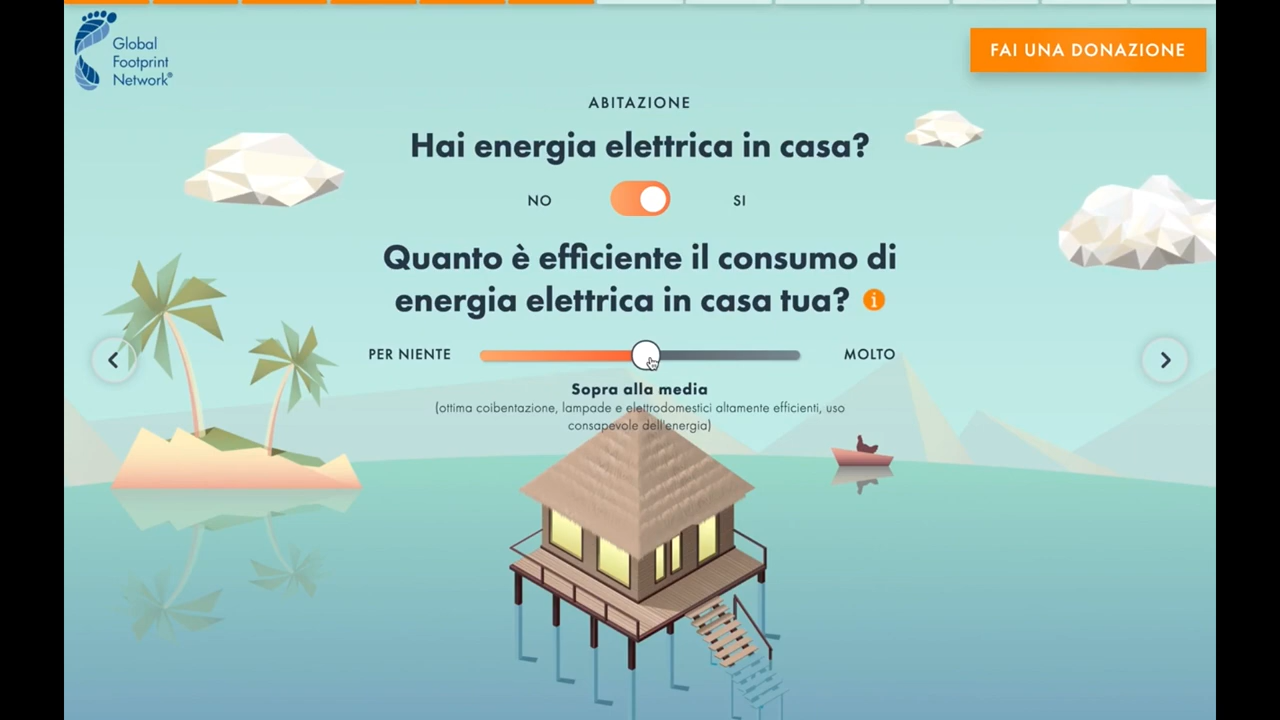 Global
Footprint
Network®
FAI UNA DONAZIONE
ABITAZIONE
Hai energia elettrica in casa?
NO
SI
Quanto è efficiente il consumo di
energia elettrica in casa tua? i
PER NIENTE
MOLTO
Sopra alla media
(ottima coibentazione, lampade e elettrodomestici altamente efficienti, uso
consapevole dell'energia)